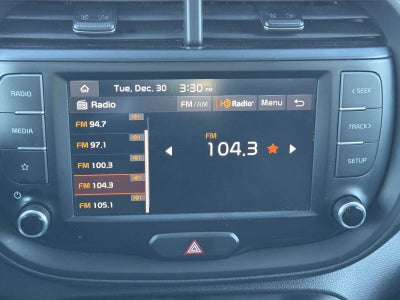 Tue, Dec. 30 3:30 PM
Radio FM/AM HD Radio Menu
RADIO
MEDIA
< SEEK
TRACK >
SETUP
FM 94.7
FM 97.1
FM 100.3
FM 104.3
FM 105.1
FM
104.3